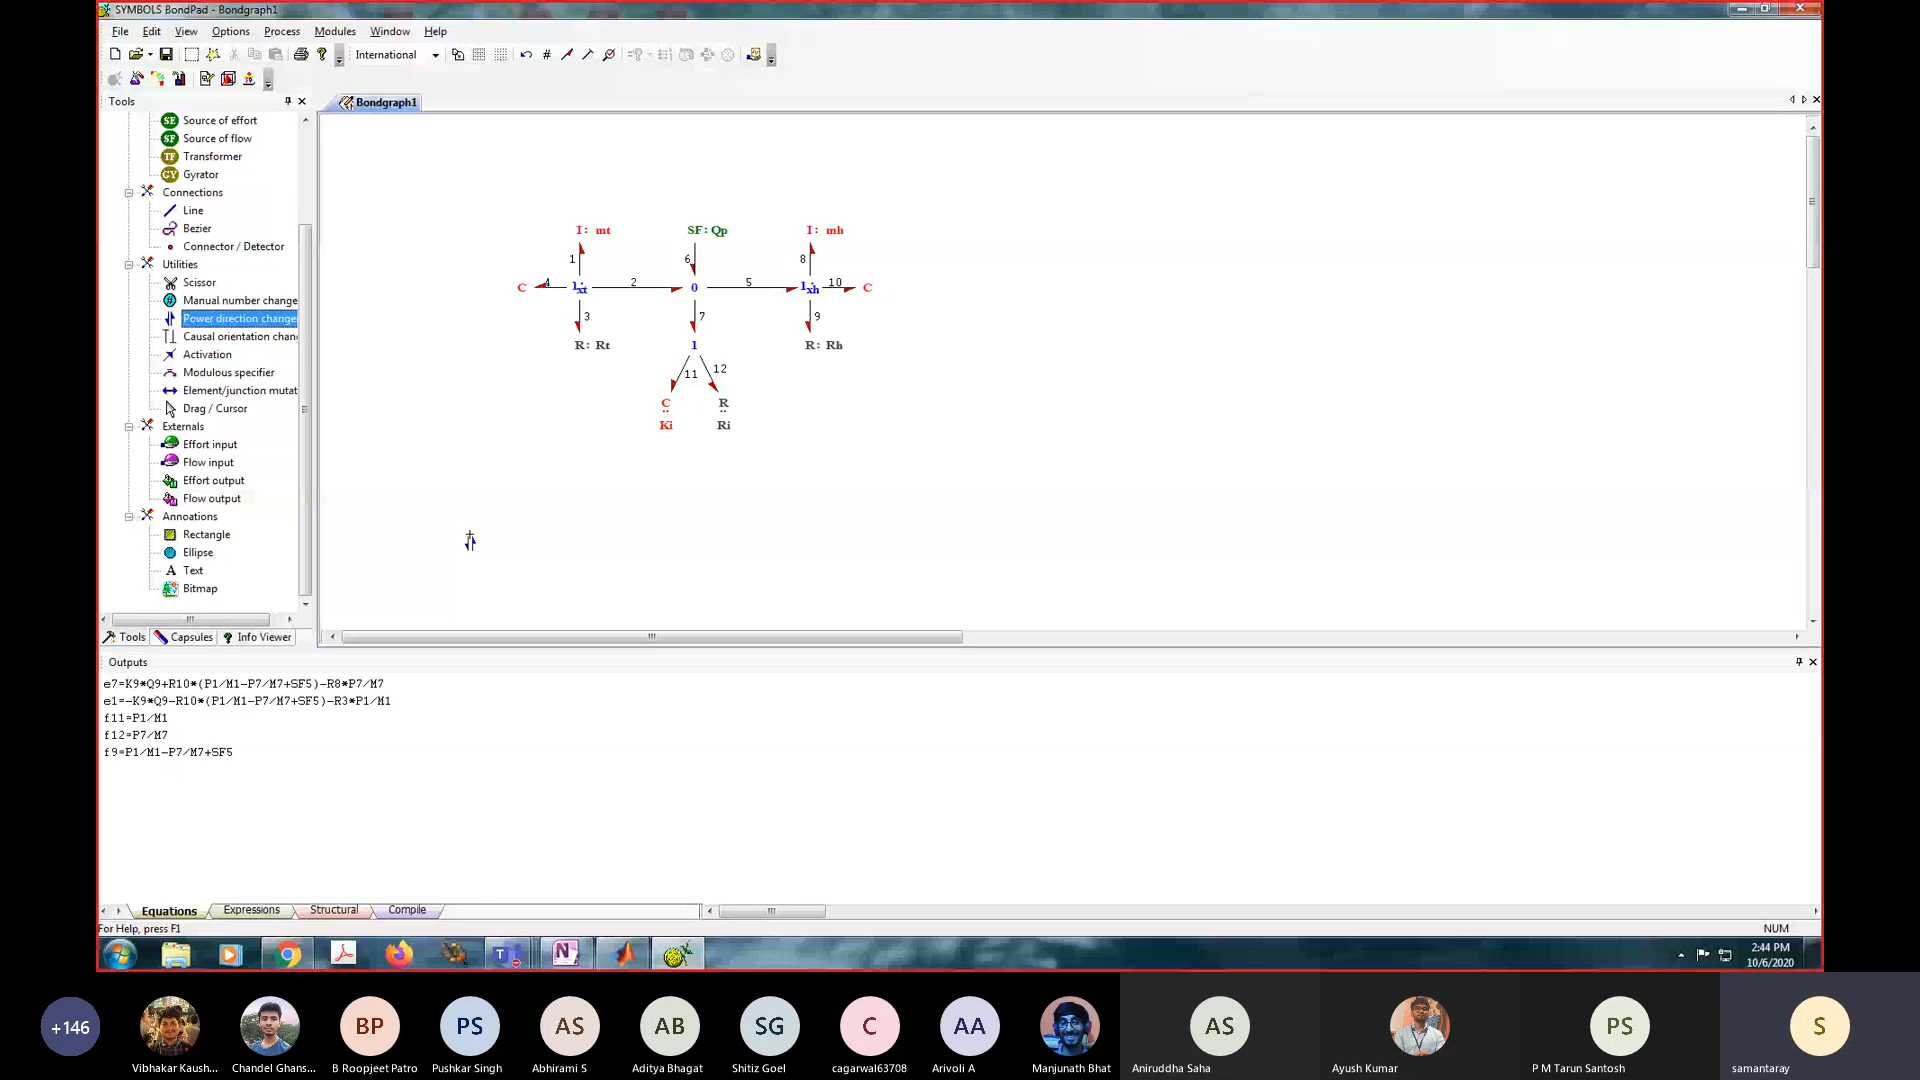 SYMBOLS BondPad - Bondgraph1
File Edit View Options Process Modules Window Help
International
Tools
Bondgraph1
SE Source of effort
SF Source of flow
TF Transformer
GY Gyrator
Connections
Line
Bezier
Connector / Detector
Utilities
Scissor
Manual number change
Power direction change
Causal orientation chan
Activation
Modulous specifier
Element/junction mutat
Drag / Cursor
Externals
Effort input
Flow input
Effort output
Flow output
Annoations
Rectangle
Ellipse
A Text
Bitmap
Tools Capsules ? Info Viewer
I: mt SF: Qp I: mh
1 6 8
C 4 1ẋt 2 0 5 1ẋh 10 C
3 7 9
R: Rt 1 R: Rh
11 12
C R
.. ..
Ki Ri
Outputs
e7=K9*Q9+R10*(P1/M1-P7/M7+SF5)-R8*P7/M7
e1=-K9*Q9-R10*(P1/M1-P7/M7+SF5)-R3*P1/M1
f11=P1/M1
f12=P7/M7
f9=P1/M1-P7/M7+SF5
Equations Expressions Structural Compile
For Help, press F1 NUM
2:44 PM
10/6/2020
+146 BP PS AS AB SG C AA AS PS S
Vibhakar Kaush... Chandel Ghans... B Roopjeet Patro Pushkar Singh Abhirami S Aditya Bhagat Shitiz Goel cagarwal63708 Arivoli A Manjunath Bhat Aniruddha Saha Ayush Kumar P M Tarun Santosh samantaray